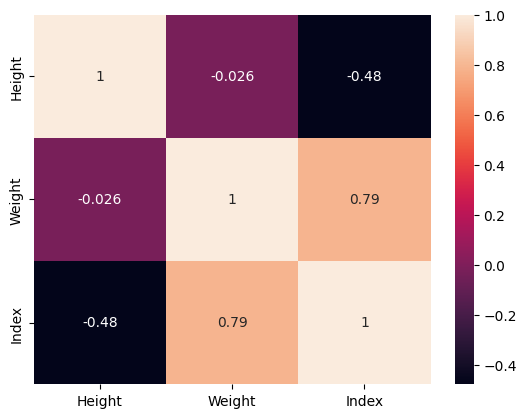 Height 1 -0.026 -0.48
Weight -0.026 1 0.79
Index -0.48 0.79 1
Height Weight Index
1.0
0.8
0.6
0.4
0.2
0.0
−0.2
−0.4